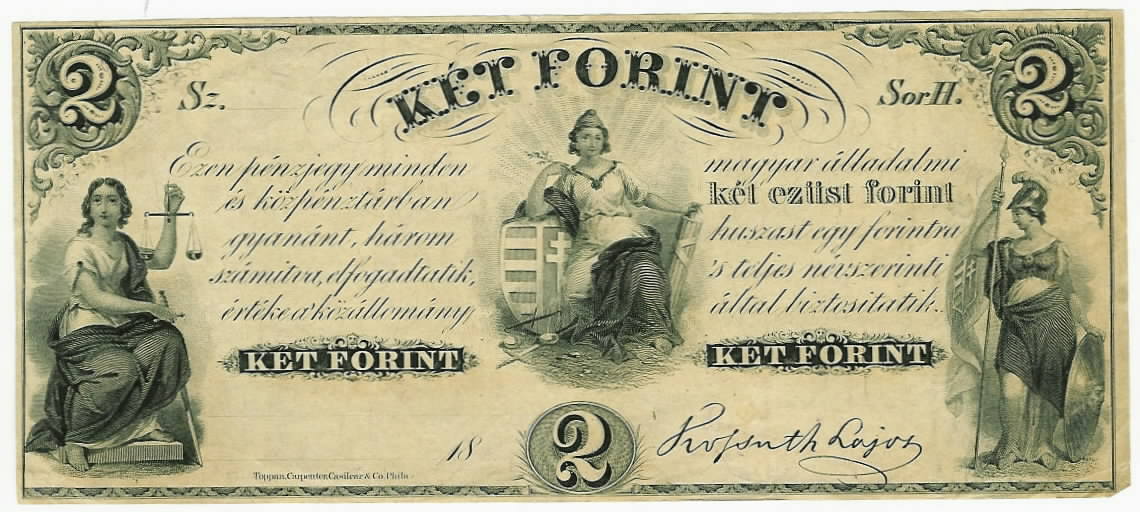 2 KÉT FORINT 2
Sz. Sor H.
Ezen pénzjegy minden magyar álladalmi
és közpénztárban két ezüst forint
gyanánt, három huszast egy forintra
számitva, elfogadtatik, 's teljes névszerinti
értéke a' közállomány által biztositatik.
KÉT FORINT KÉT FORINT
18 2 Kossuth Lajos
Toppan, Carpenter, Casilear & Co. Phila.